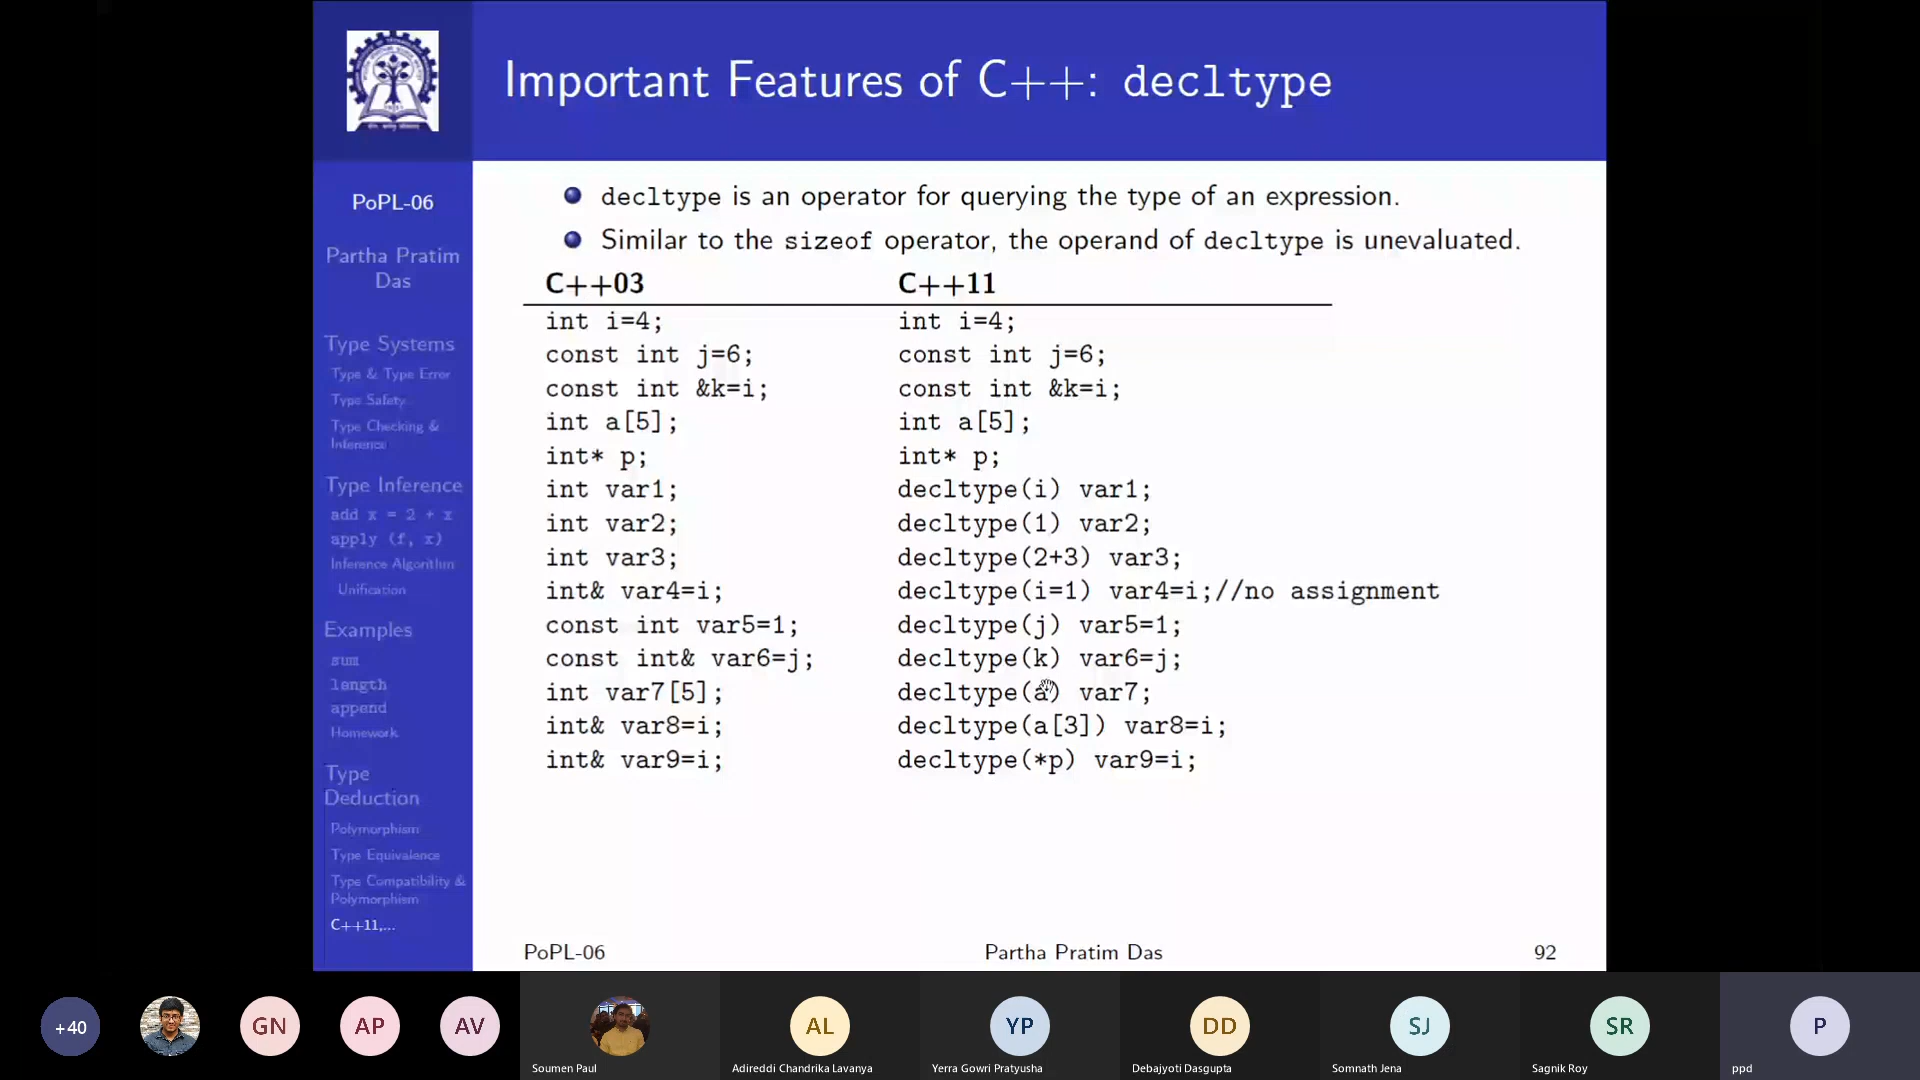 Important Features of C++: decltype
PoPL-06
Partha Pratim
Das
Type Systems
Type & Type Error
Type Safety
Type Checking &
Inference
Type Inference
add x = 2 + x
apply (f, x)
Inference Algorithm
Unification
Examples
sum
length
append
Homework
Type
Deduction
Polymorphism
Type Equivalence
Type Compatibility &
Polymorphism
C++11,...
decltype is an operator for querying the type of an expression.
Similar to the sizeof operator, the operand of decltype is unevaluated.
C++03 C++11
int i=4; int i=4;
const int j=6; const int j=6;
const int &k=i; const int &k=i;
int a[5]; int a[5];
int* p; int* p;
int var1; decltype(i) var1;
int var2; decltype(1) var2;
int var3; decltype(2+3) var3;
int& var4=i; decltype(i=1) var4=i;//no assignment
const int var5=1; decltype(j) var5=1;
const int& var6=j; decltype(k) var6=j;
int var7[5]; decltype(a) var7;
int& var8=i; decltype(a[3]) var8=i;
int& var9=i; decltype(*p) var9=i;
PoPL-06 Partha Pratim Das 92
+40 GN AP AV AL YP DD SJ SR P
Soumen Paul Adireddi Chandrika Lavanya Yerra Gowri Pratyusha Debajyoti Dasgupta Somnath Jena Sagnik Roy ppd